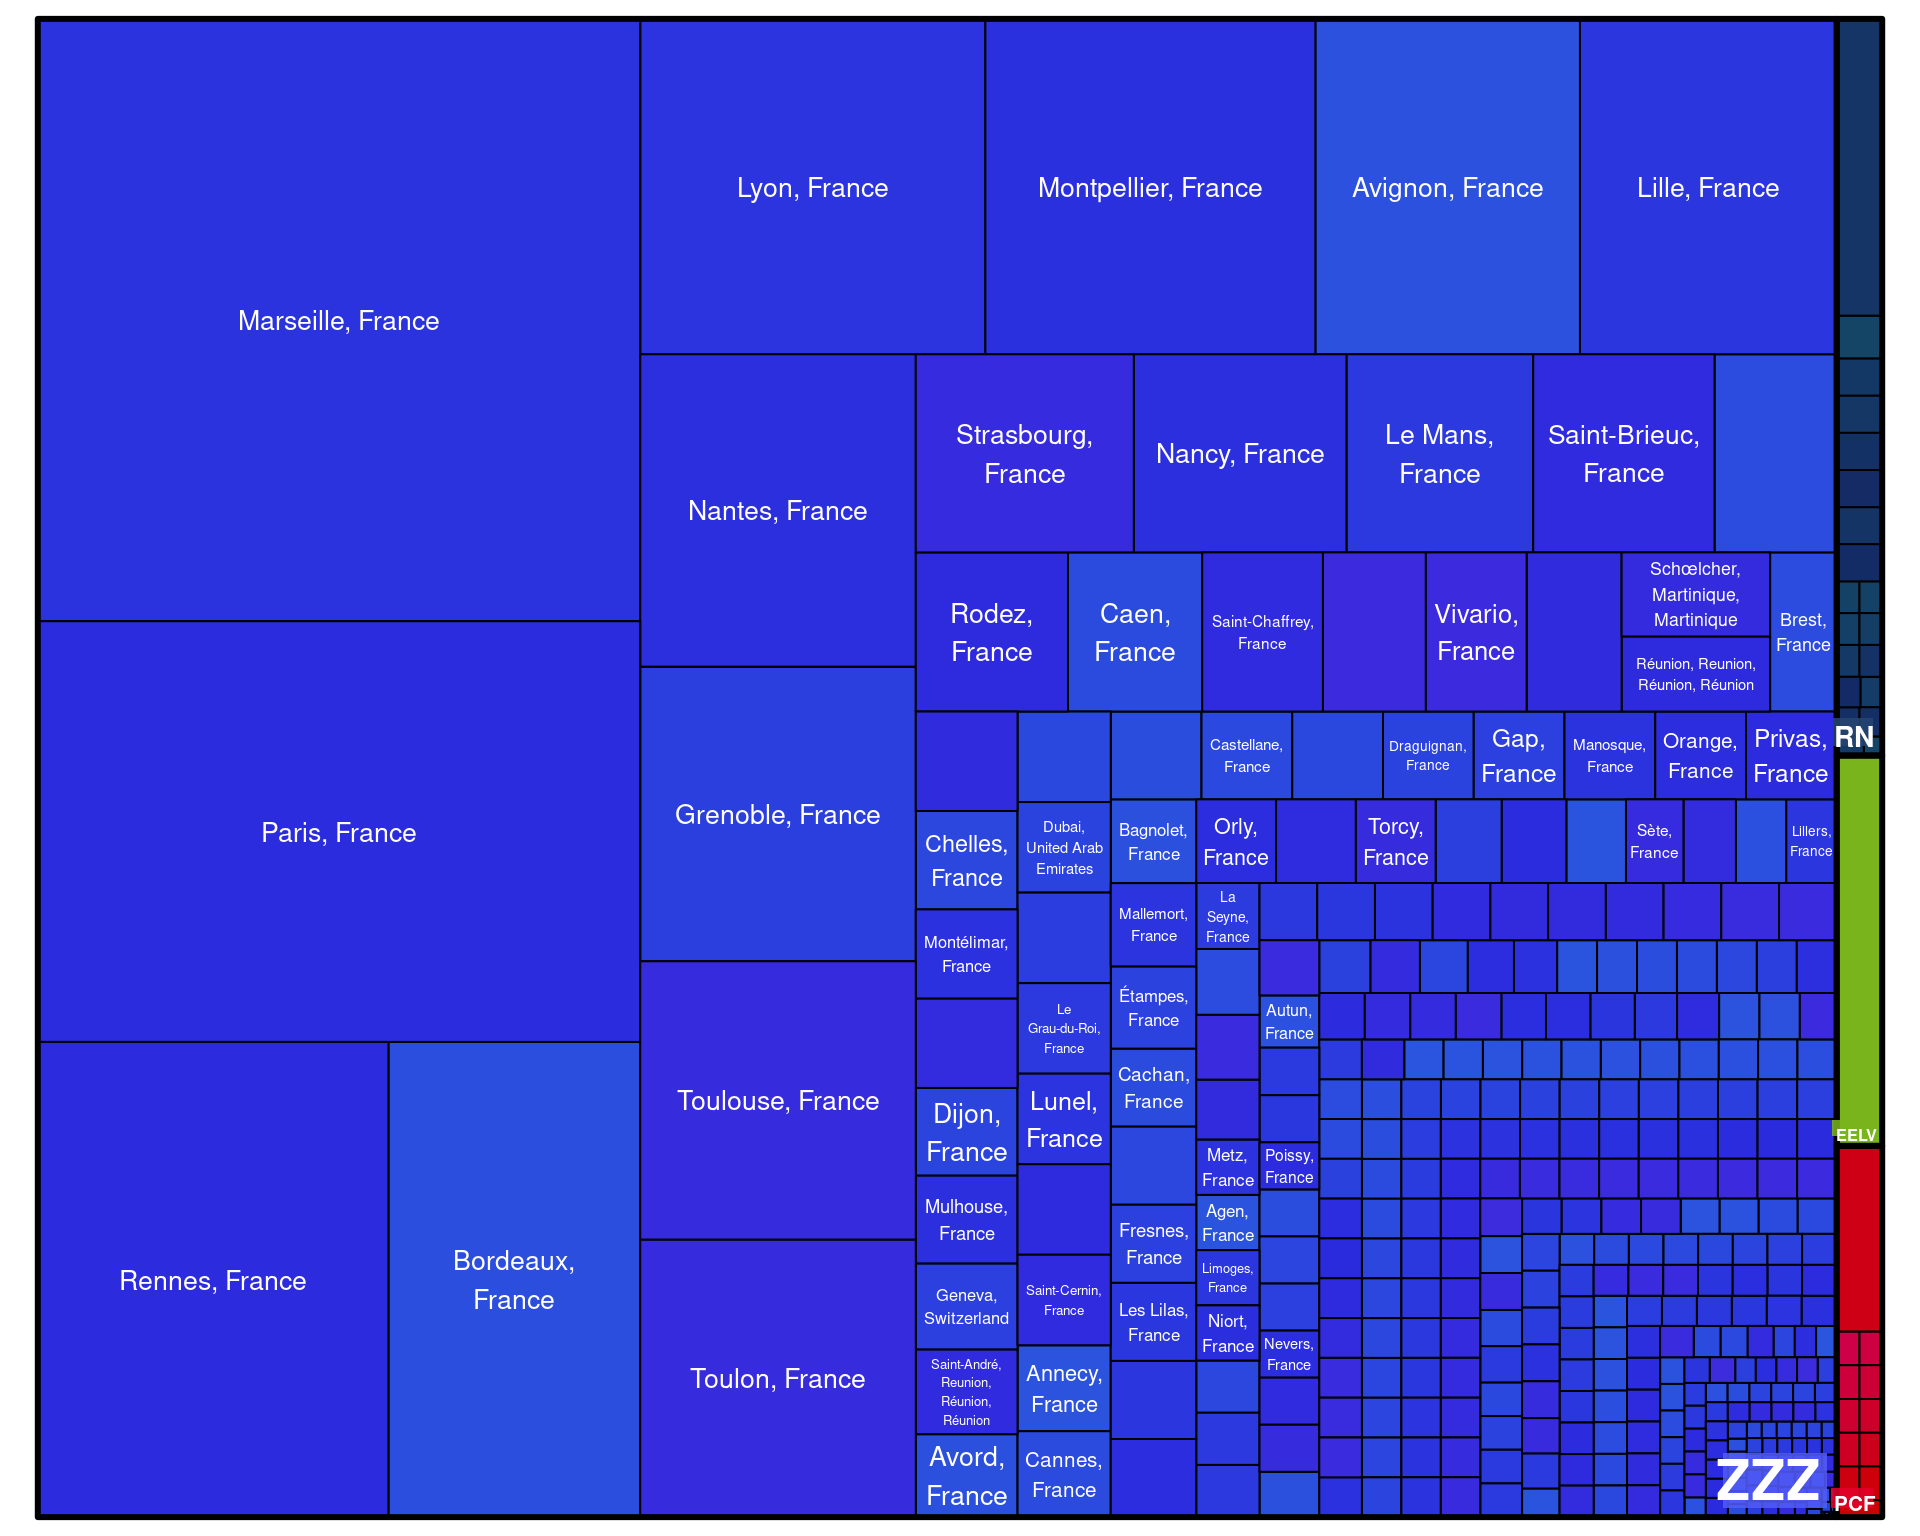 Marseille, France
Lyon, France
Montpellier, France
Avignon, France
Lille, France
Paris, France
Rennes, France
Bordeaux,
France
Nantes, France
Grenoble, France
Toulouse, France
Toulon, France
Strasbourg,
France
Nancy, France
Le Mans,
France
Saint-Brieuc,
France
Rodez,
France
Caen,
France
Saint-Chaffrey,
France
Vivario,
France
Schœlcher,
Martinique,
Martinique
Réunion, Reunion,
Réunion, Réunion
Brest,
France
Chelles,
France
Montélimar,
France
Dijon,
France
Mulhouse,
France
Geneva,
Switzerland
Saint-André,
Reunion,
Réunion,
Réunion
Avord,
France
Dubai,
United Arab
Emirates
Le
Grau-du-Roi,
France
Lunel,
France
Saint-Cernin,
France
Annecy,
France
Cannes,
France
Castellane,
France
Draguignan,
France
Gap,
France
Manosque,
France
Orange,
France
Privas,
France
Bagnolet,
France
Mallemort,
France
Étampes,
France
Cachan,
France
Fresnes,
France
Les Lilas,
France
Orly,
France
Torcy,
France
Sète,
France
Lillers,
France
La
Seyne,
France
Metz,
France
Agen,
France
Limoges,
France
Niort,
France
Autun,
France
Poissy,
France
Nevers,
France
ZZZ
RN
EELV
PCF